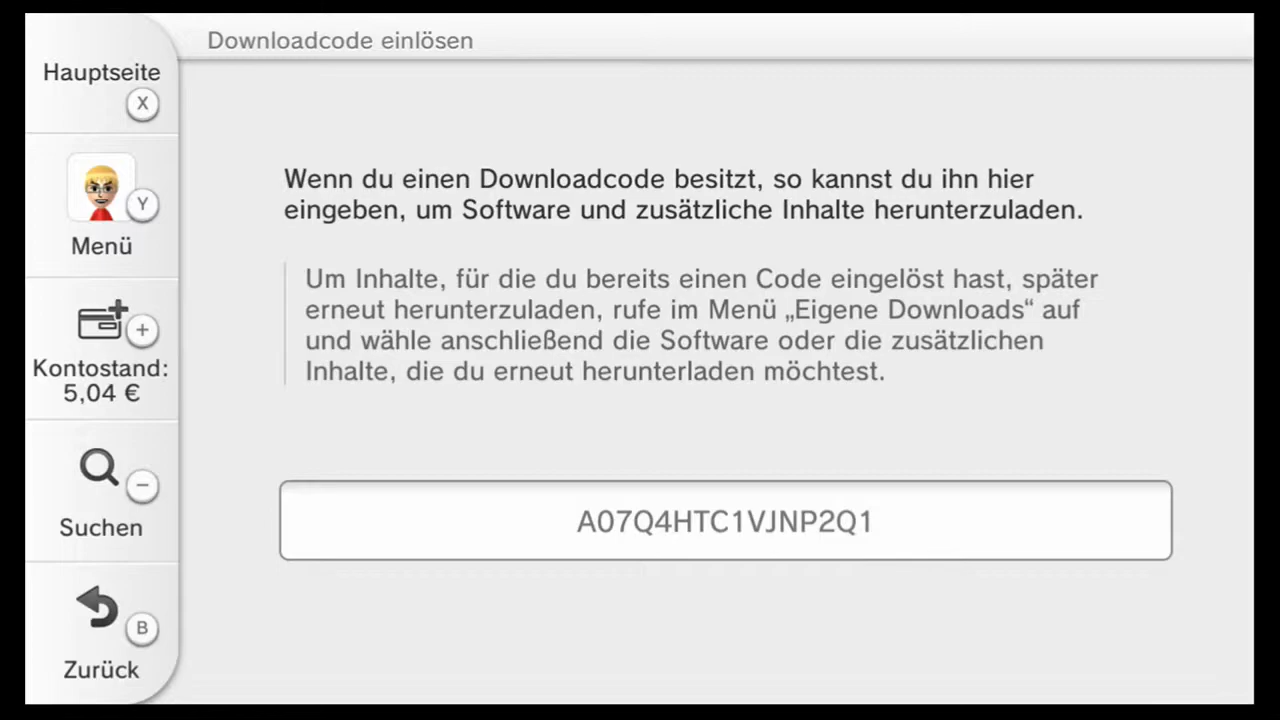 Downloadcode einlösen
Hauptseite
X
Y
Menü
+
Kontostand:
5,04 €
−
Suchen
B
Zurück
Wenn du einen Downloadcode besitzt, so kannst du ihn hier
eingeben, um Software und zusätzliche Inhalte herunterzuladen.
Um Inhalte, für die du bereits einen Code eingelöst hast, später
erneut herunterzuladen, rufe im Menü „Eigene Downloads“ auf
und wähle anschließend die Software oder die zusätzlichen
Inhalte, die du erneut herunterladen möchtest.
A07Q4HTC1VJNP2Q1